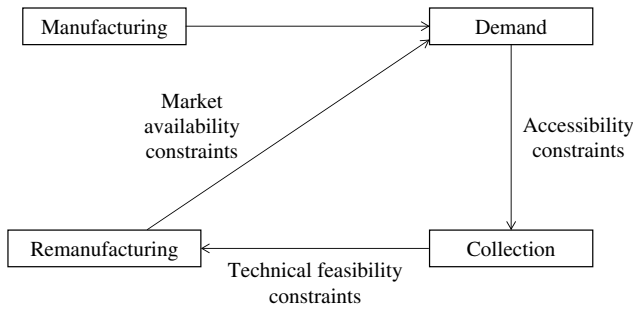 Manufacturing
Demand
Market
availability
constraints
Accessibility
constraints
Remanufacturing
Collection
Technical feasibility
constraints